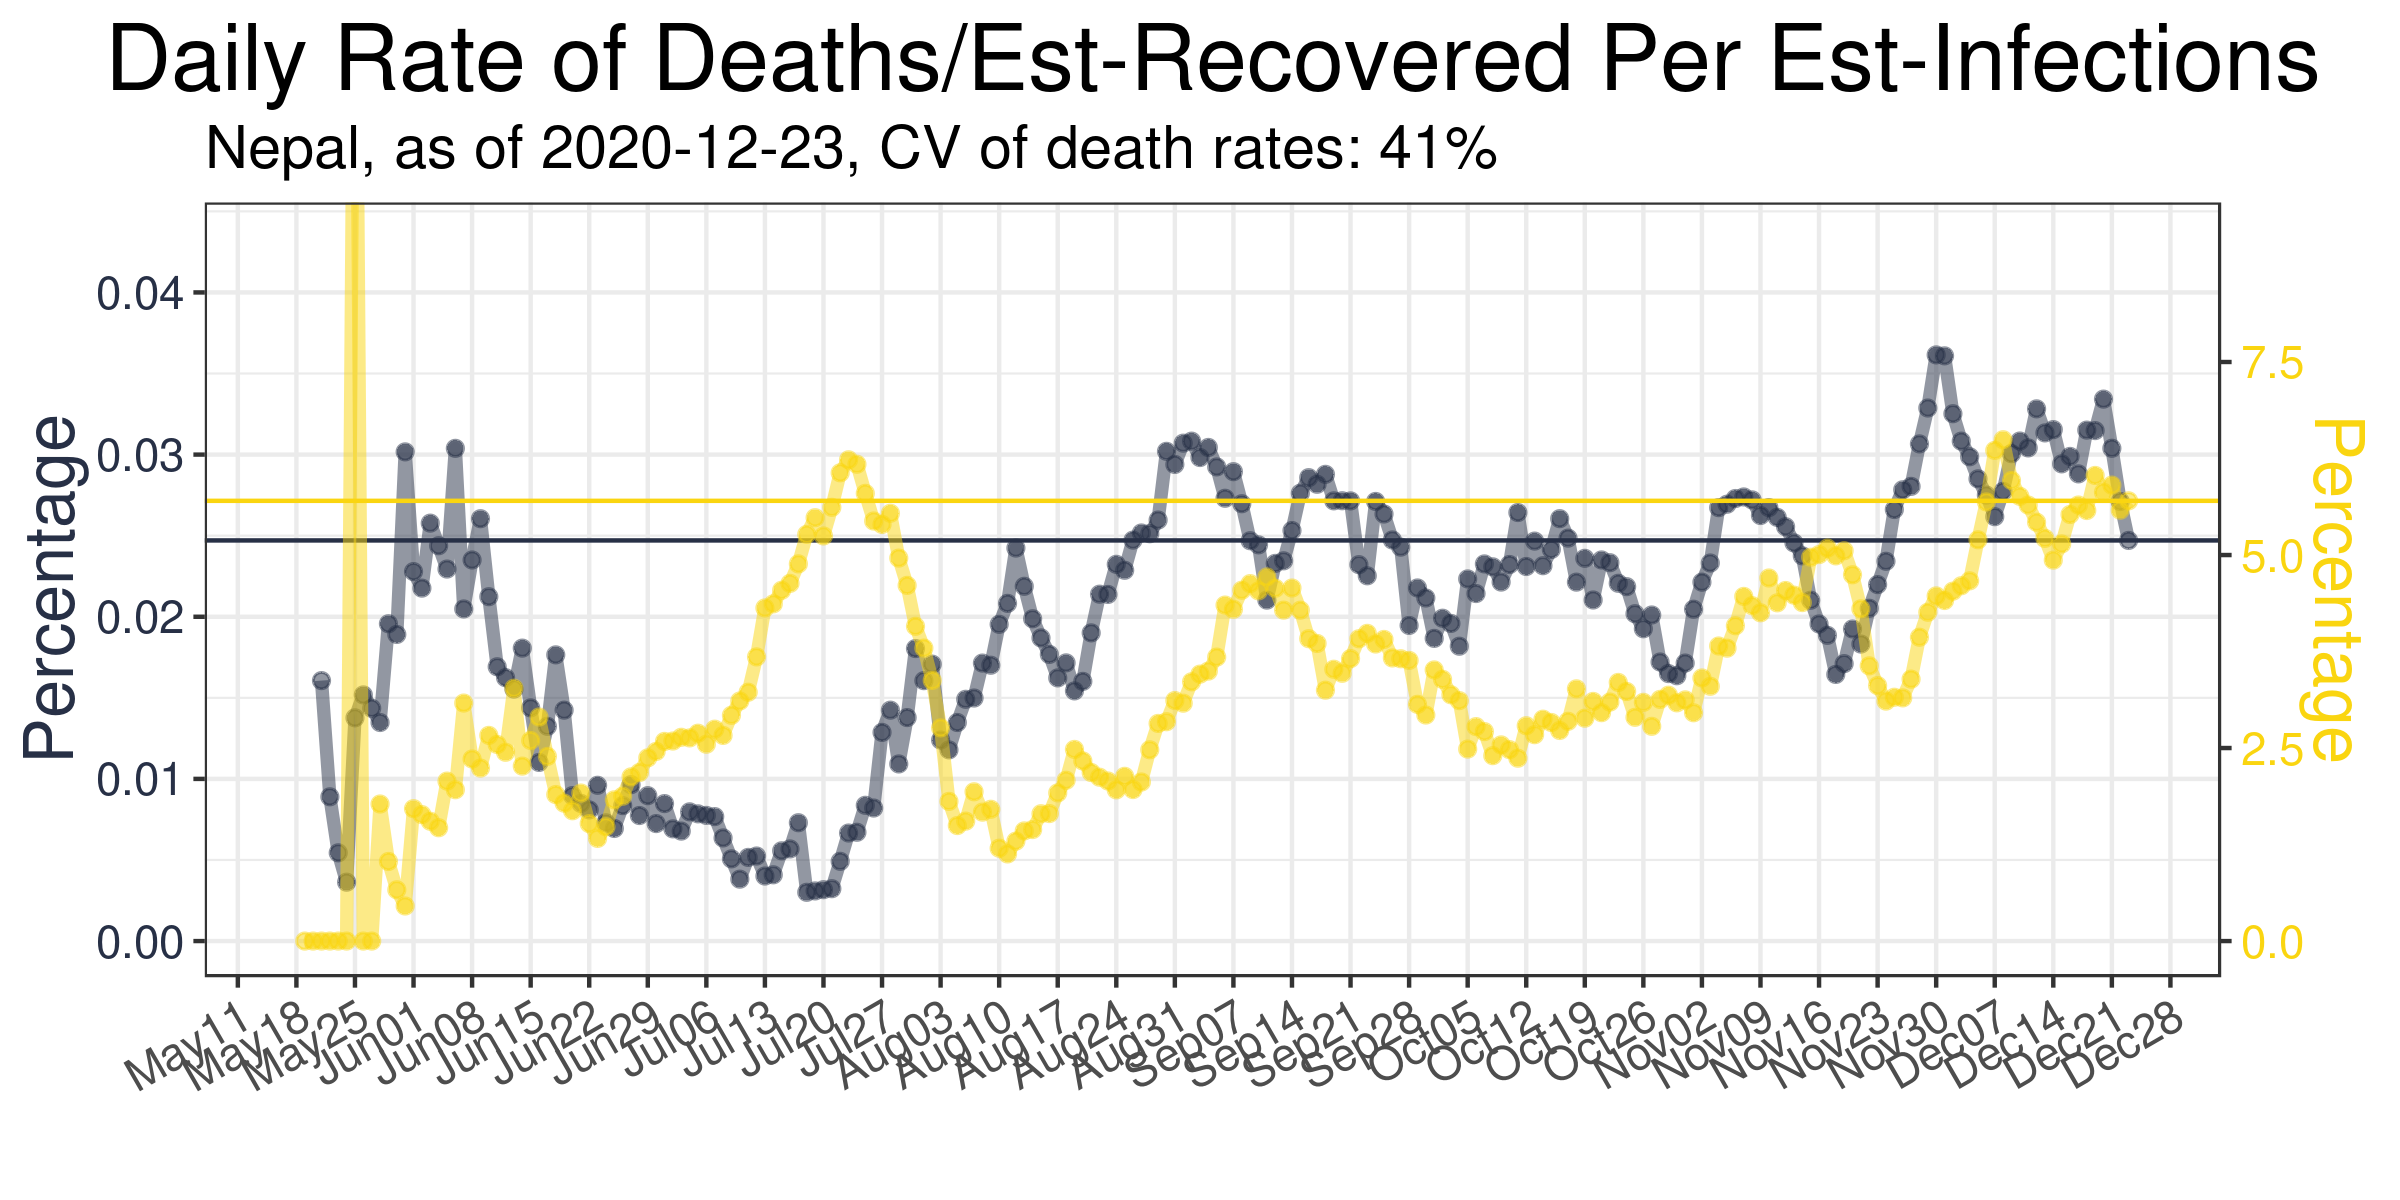 Daily Rate of Deaths/Est-Recovered Per Est-Infections
Nepal, as of 2020-12-23, CV of death rates: 41%
Percentage
0.04
0.03
0.02
0.01
0.00
7.5
5.0
2.5
0.0
Percentage
May11
May18
May25
Jun01
Jun08
Jun15
Jun22
Jun29
Jul06
Jul13
Jul20
Jul27
Aug03
Aug10
Aug17
Aug24
Aug31
Sep07
Sep14
Sep21
Sep28
Oct05
Oct12
Oct19
Oct26
Nov02
Nov09
Nov16
Nov23
Nov30
Dec07
Dec14
Dec21
Dec28